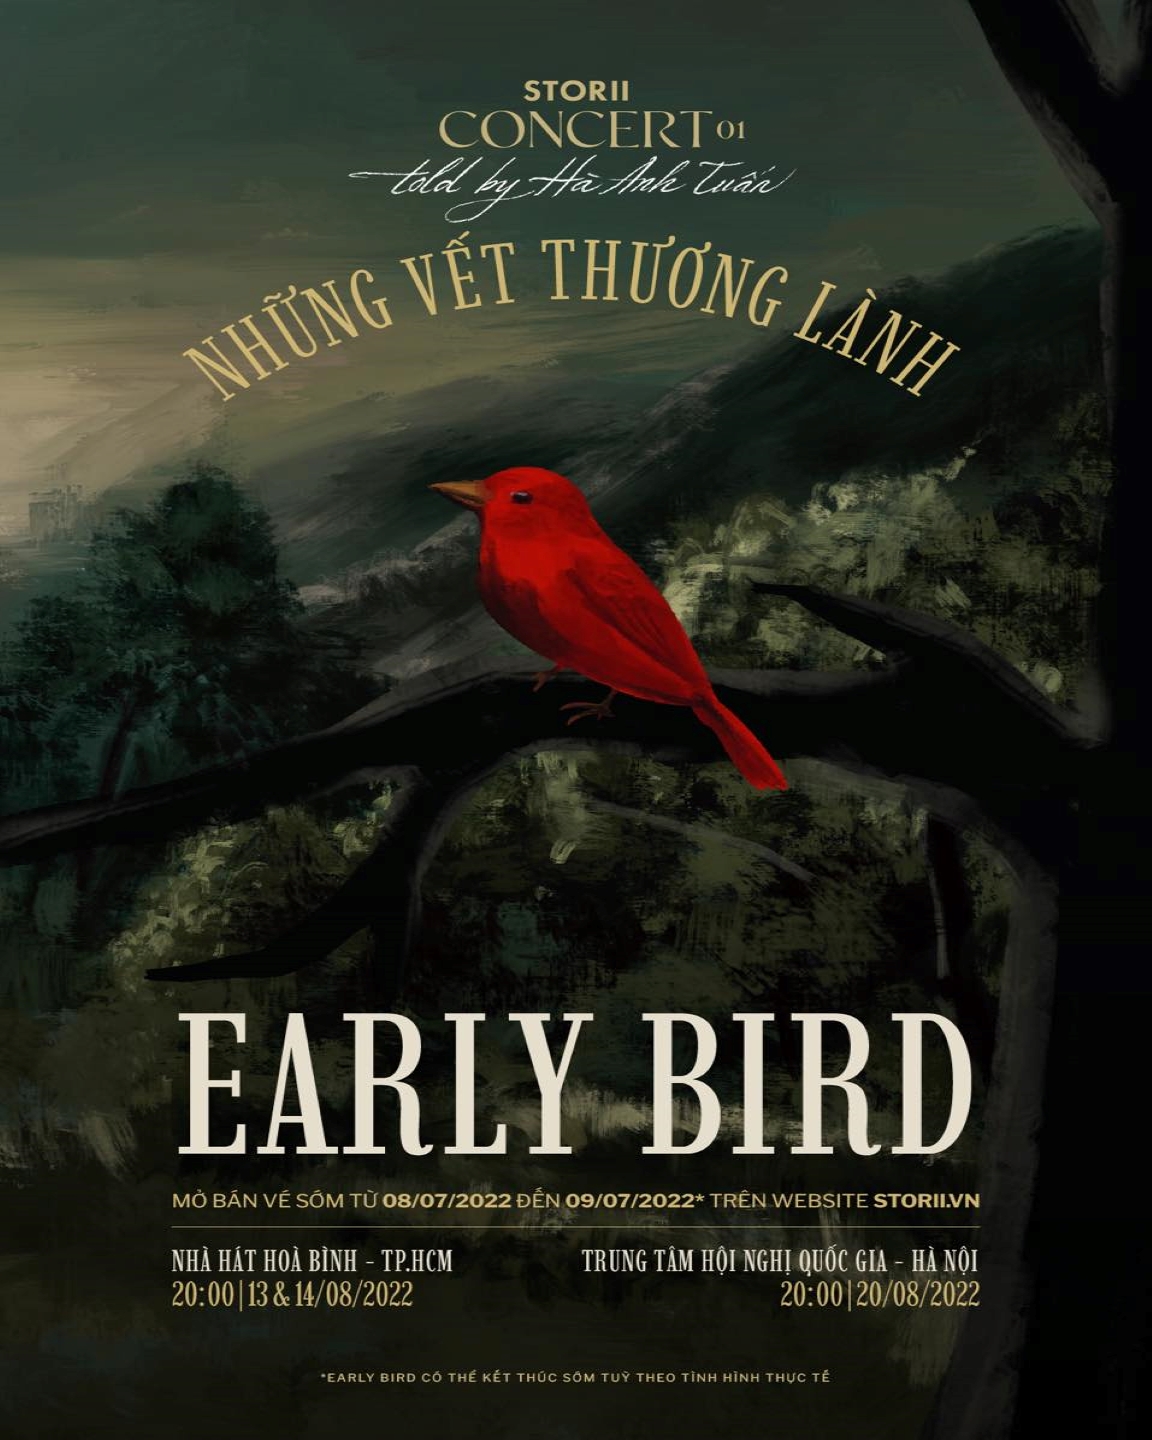 STORII
CONCERT 01
told by Hà Anh Tuấn
NHỮNG VẾT THƯƠNG LÀNH
EARLY BIRD
MỞ BÁN VÉ SỚM TỪ 08/07/2022 ĐẾN 09/07/2022* TRÊN WEBSITE STORII.VN
NHÀ HÁT HOÀ BÌNH - TP.HCM
20:00|13 & 14/08/2022
TRUNG TÂM HỘI NGHỊ QUỐC GIA - HÀ NỘI
20:00|20/08/2022
*EARLY BIRD CÓ THỂ KẾT THÚC SỚM TUỲ THEO TÌNH HÌNH THỰC TẾ